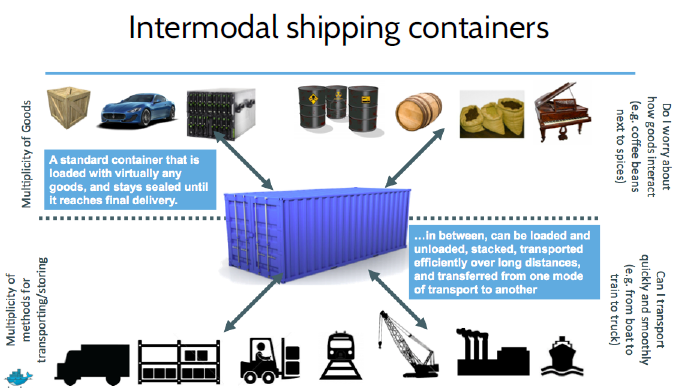 Intermodal shipping containers
Multiplicity of Goods
A standard container that is
loaded with virtually any
goods, and stays sealed until
it reaches final delivery.
Do I worry about
how goods interact
(e.g. coffee beans
next to spices)
…in between, can be loaded and
unloaded, stacked, transported
efficiently over long distances,
and transferred from one mode
of transport to another
Multiplicity of
methods for
transporting/storing
Can I transport
quickly and smoothly
(e.g. from boat to
train to truck)